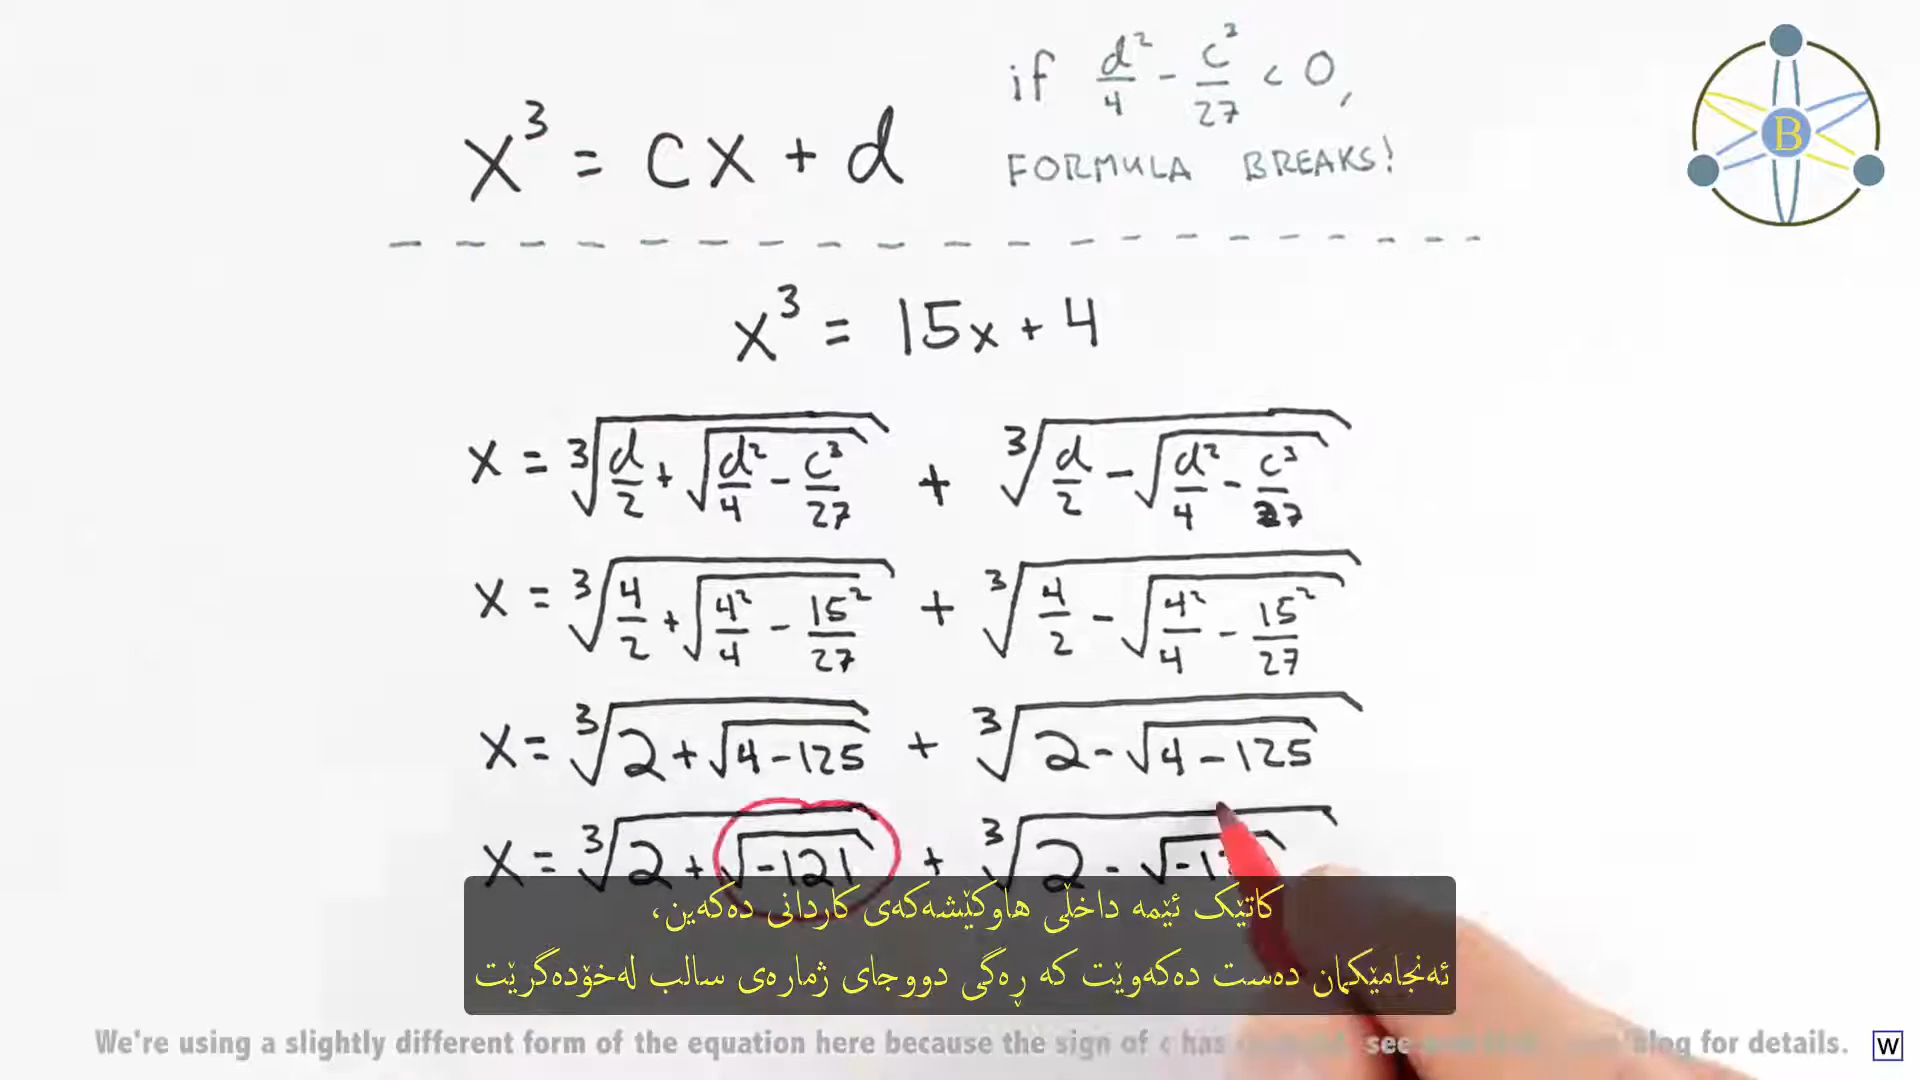 if d²/4 - c³/27 < 0,
x³ = cx + d
FORMULA BREAKS!
B
x³ = 15x + 4
x = ∛(d/2 + √(d²/4 - c³/27)) + ∛(d/2 - √(d²/4 - c³/27))
x = ∛(4/2 + √(4²/4 - 15²/27)) + ∛(4/2 - √(4²/4 - 15²/27))
x = ∛(2 + √(4-125)) + ∛(2 - √(4-125))
x = ∛(2 + √-121) + ∛(2 - √-1
کاتێک ئێمە داخڵی هاوکێشەکەی کاردانی دەکەین،
ئەنجامێکمان دەست دەکەوێت کە ڕەگی دووجای ژمارەی سالب لەخۆدەگرێت
We're using a slightly different form of the equation here because the sign of c has see blog for details.
W